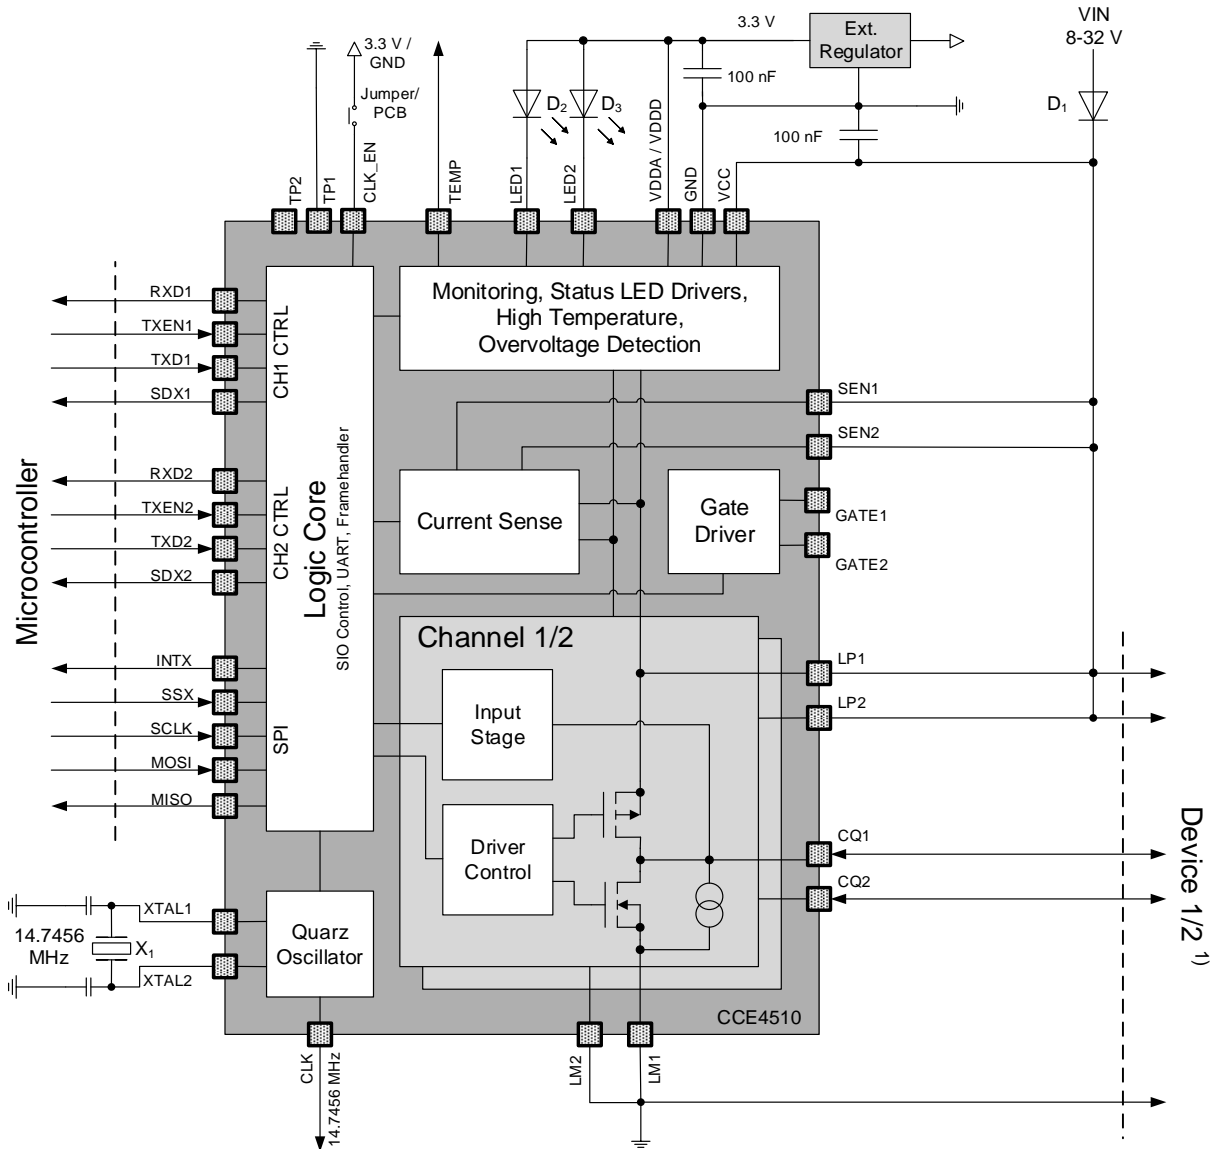 VIN
8-32 V
D1
3.3 V
Ext.
Regulator
100 nF
100 nF
3.3 V /
GND
Jumper/
PCB
D2
D3
TP2
TP1
CLK_EN
TEMP
LED1
LED2
VDDA / VDDD
GND
VCC
Monitoring, Status LED Drivers,
High Temperature,
Overvoltage Detection
Microcontroller
RXD1
TXEN1
TXD1
SDX1
RXD2
TXEN2
TXD2
SDX2
INTX
SSX
SCLK
MOSI
MISO
CH1 CTRL
CH2 CTRL
SPI
Logic Core
SIO Control, UART, Framehandler
Current Sense
Gate
Driver
SEN1
SEN2
GATE1
GATE2
Channel 1/2
Input
Stage
Driver
Control
LP1
LP2
CQ1
CQ2
Device 1/2 1)
XTAL1
14.7456
MHz
X1
XTAL2
Quarz
Oscillator
CCE4510
CLK
14.7456 MHz
LM2
LM1